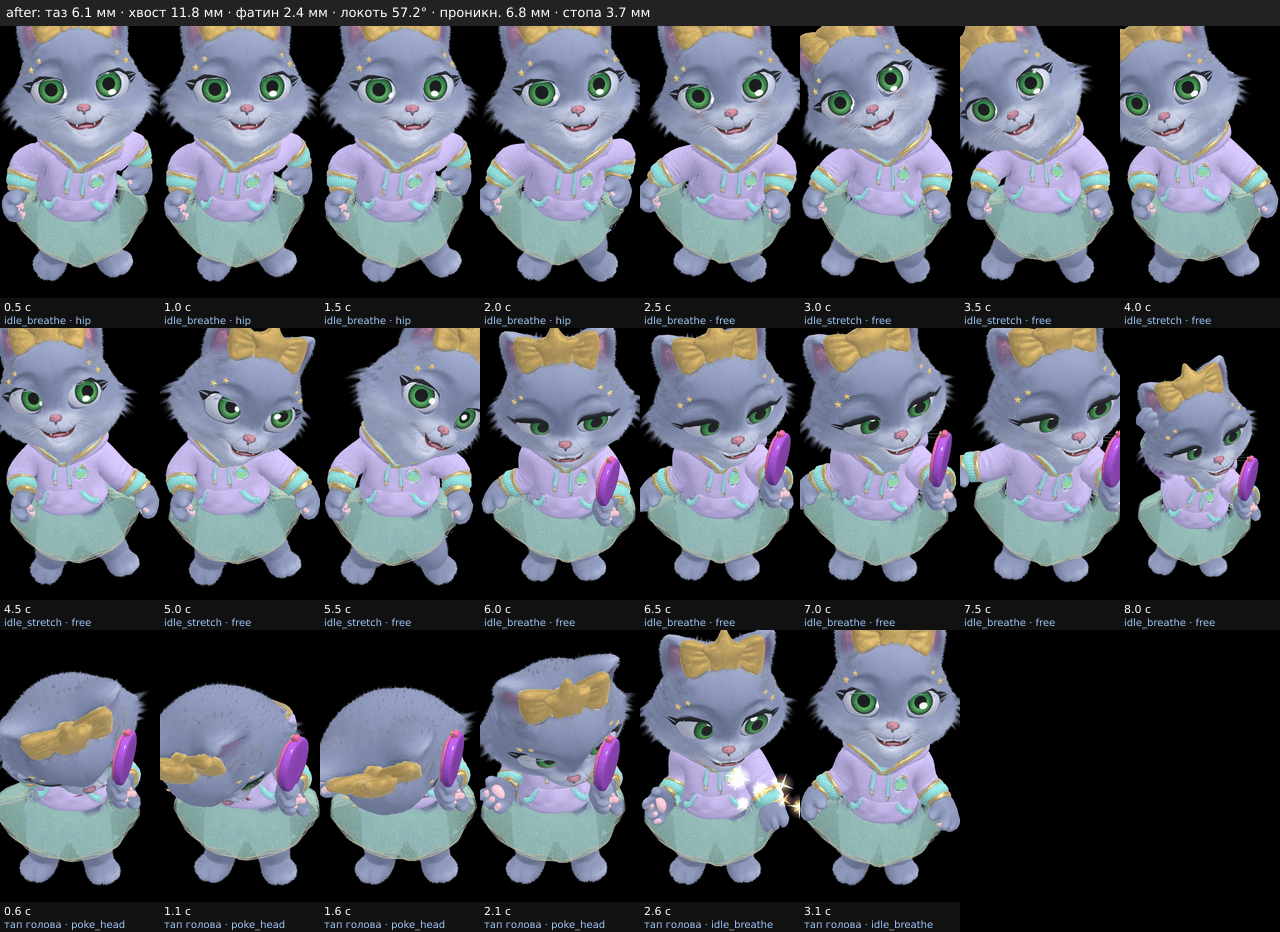 after: таз 6.1 мм · хвост 11.8 мм · фатин 2.4 мм · локоть 57.2° · проникн. 6.8 мм · стопа 3.7 мм
0.5 с
idle_breathe · hip
1.0 с
idle_breathe · hip
1.5 с
idle_breathe · hip
2.0 с
idle_breathe · hip
2.5 с
idle_breathe · free
3.0 с
idle_stretch · free
3.5 с
idle_stretch · free
4.0 с
idle_stretch · free
4.5 с
idle_stretch · free
5.0 с
idle_stretch · free
5.5 с
idle_stretch · free
6.0 с
idle_breathe · free
6.5 с
idle_breathe · free
7.0 с
idle_breathe · free
7.5 с
idle_breathe · free
8.0 с
idle_breathe · free
0.6 с
тап голова · poke_head
1.1 с
тап голова · poke_head
1.6 с
тап голова · poke_head
2.1 с
тап голова · poke_head
2.6 с
тап голова · idle_breathe
3.1 с
тап голова · idle_breathe